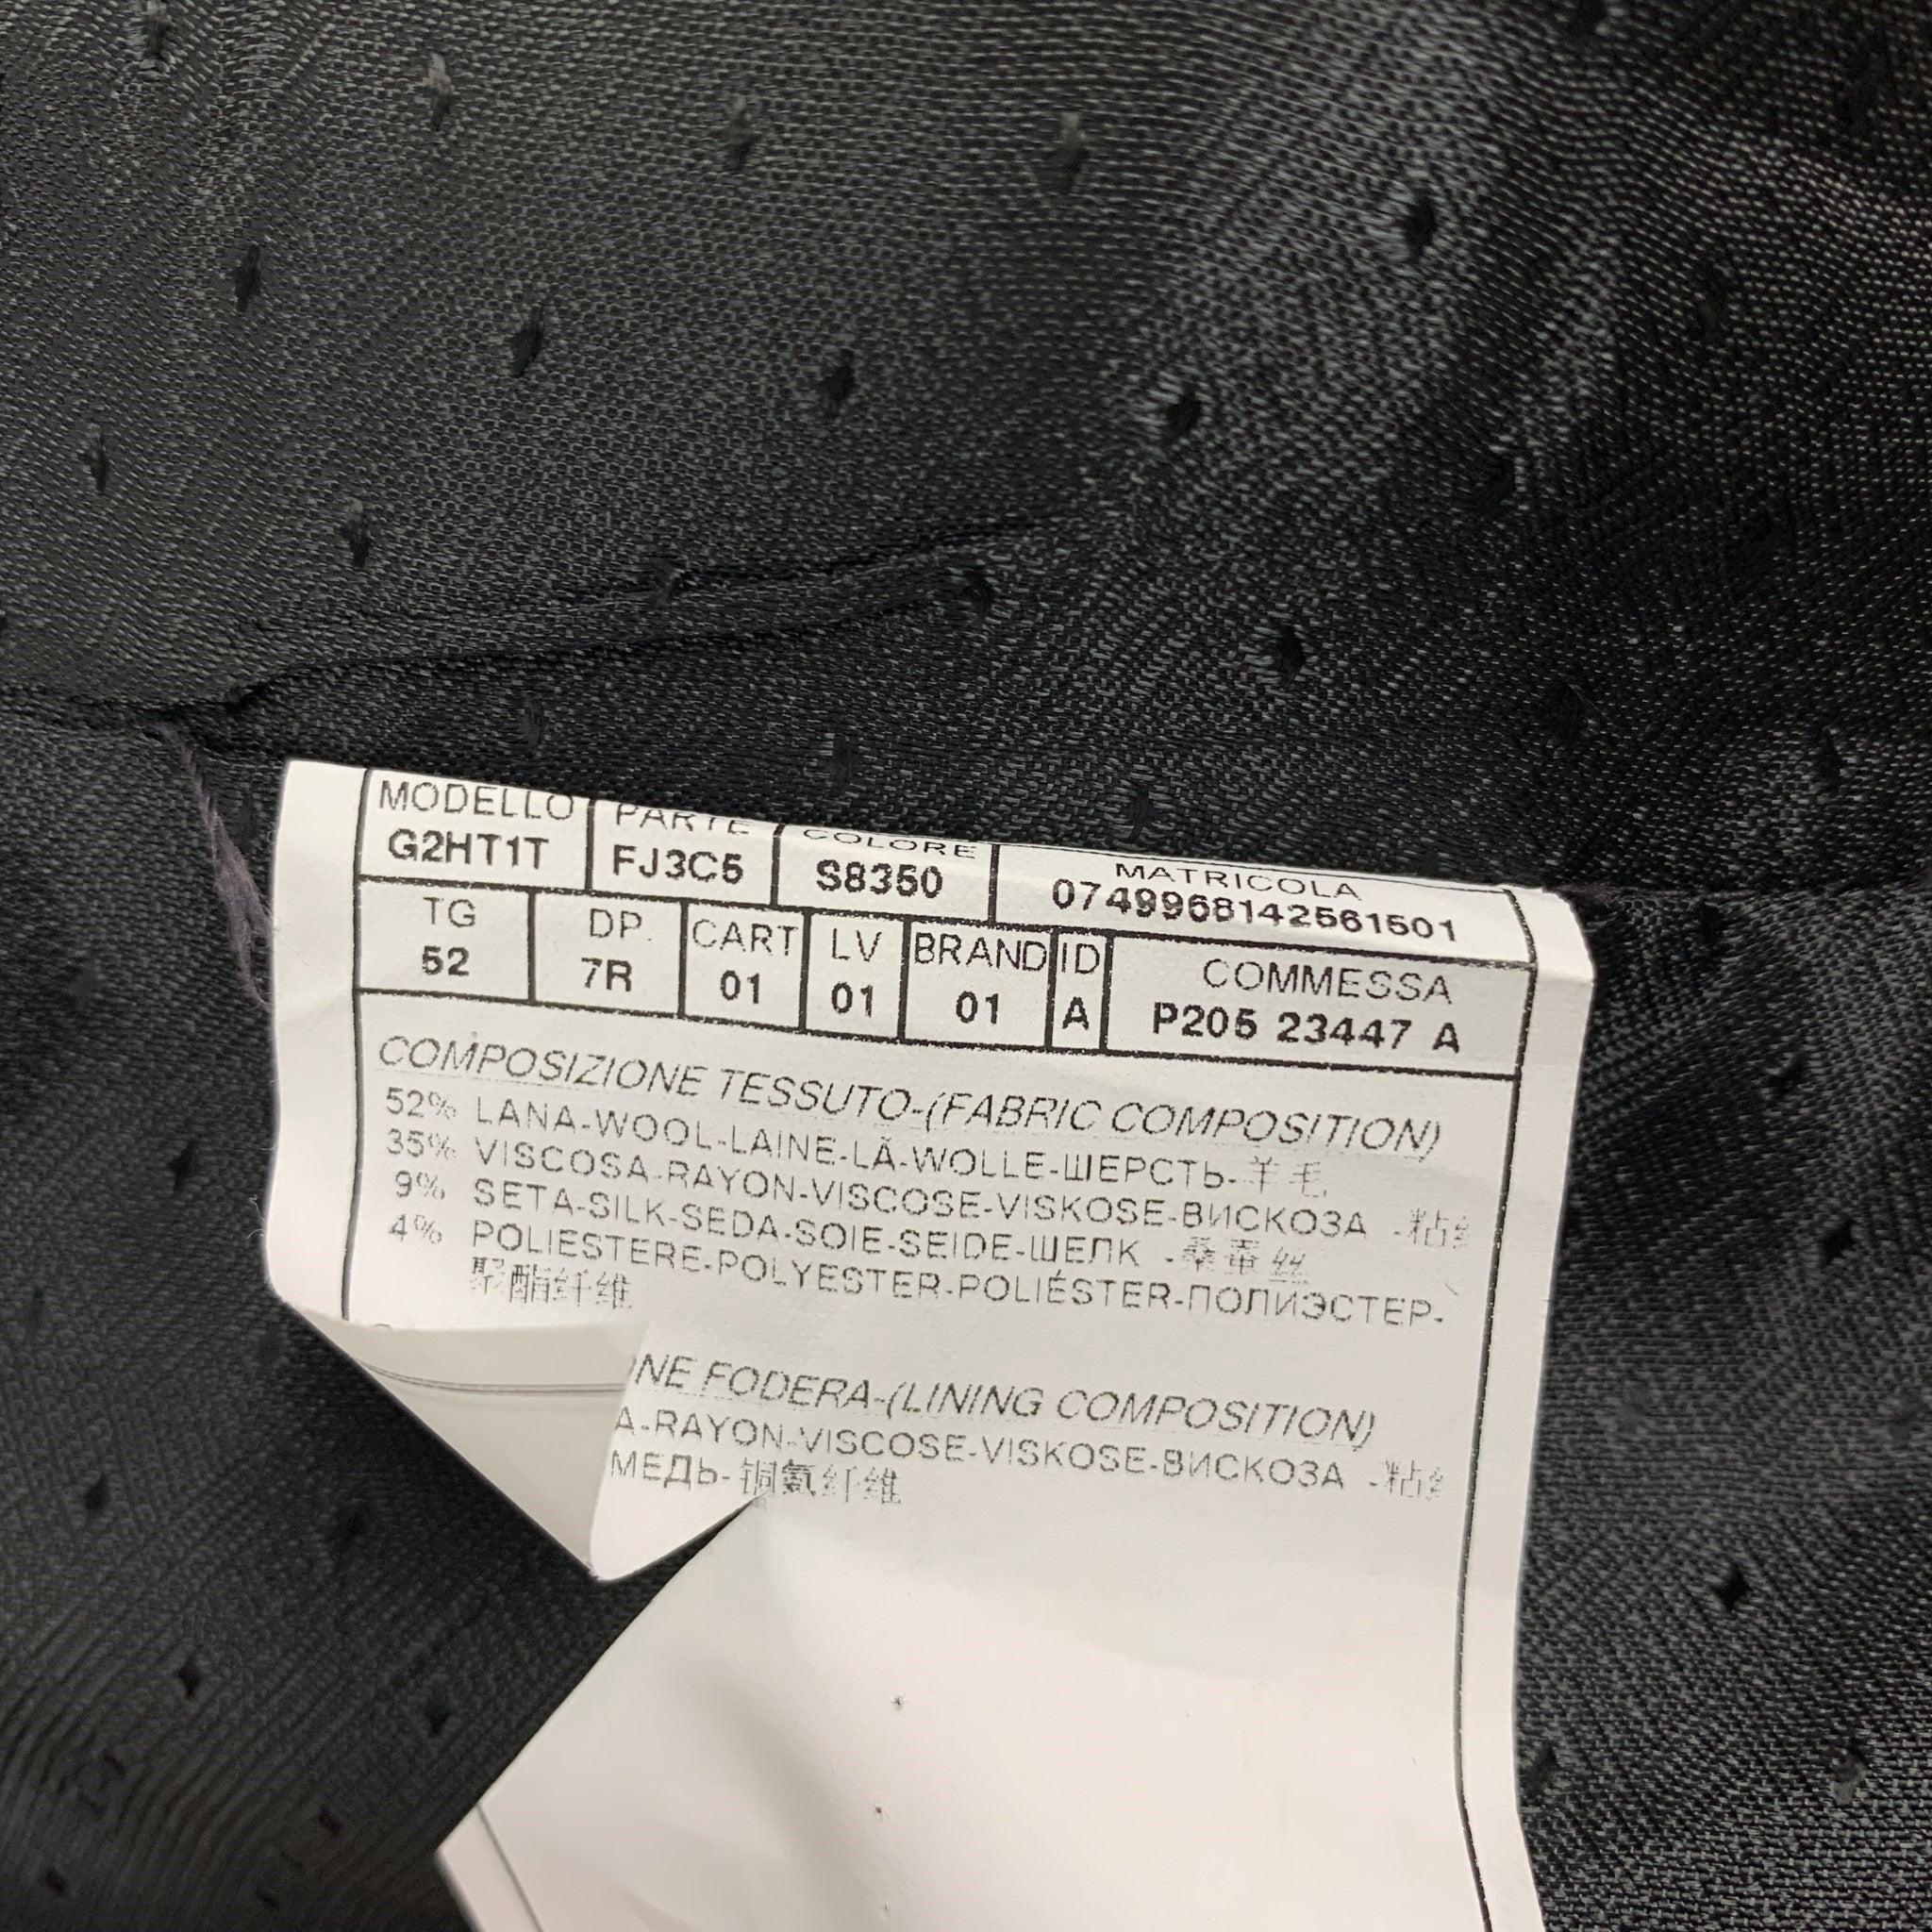 MODELLO PARTE COLORE MATRICOLA
G2HT1T FJ3C5 S8350 0749968142561501
TG DP. CART LV BRAND ID COMMESSA
52 7R 01 01 01 A P205 23447 A
COMPOSIZIONE TESSUTO-(FABRIC COMPOSITION)
52% LANA-WOOL-LAINE-LÃ-WOLLE-ШЕРСТЬ-羊毛
35% VISCOSA-RAYON-VISCOSE-VISKOSE-ВИСКОЗА -粘
9% SETA-SILK-SEDA-SOIE-SEIDE-ШЕЛК -桑蚕丝
4% POLIESTERE-POLYESTER-POLIÉSTER-ПОЛИЭСТЕР-
聚酯纤维
NE FODERA-(LINING COMPOSITION)
A-RAYON-VISCOSE-VISKOSE-ВИСКОЗА -粘
МЕДЬ-铜氨纤维